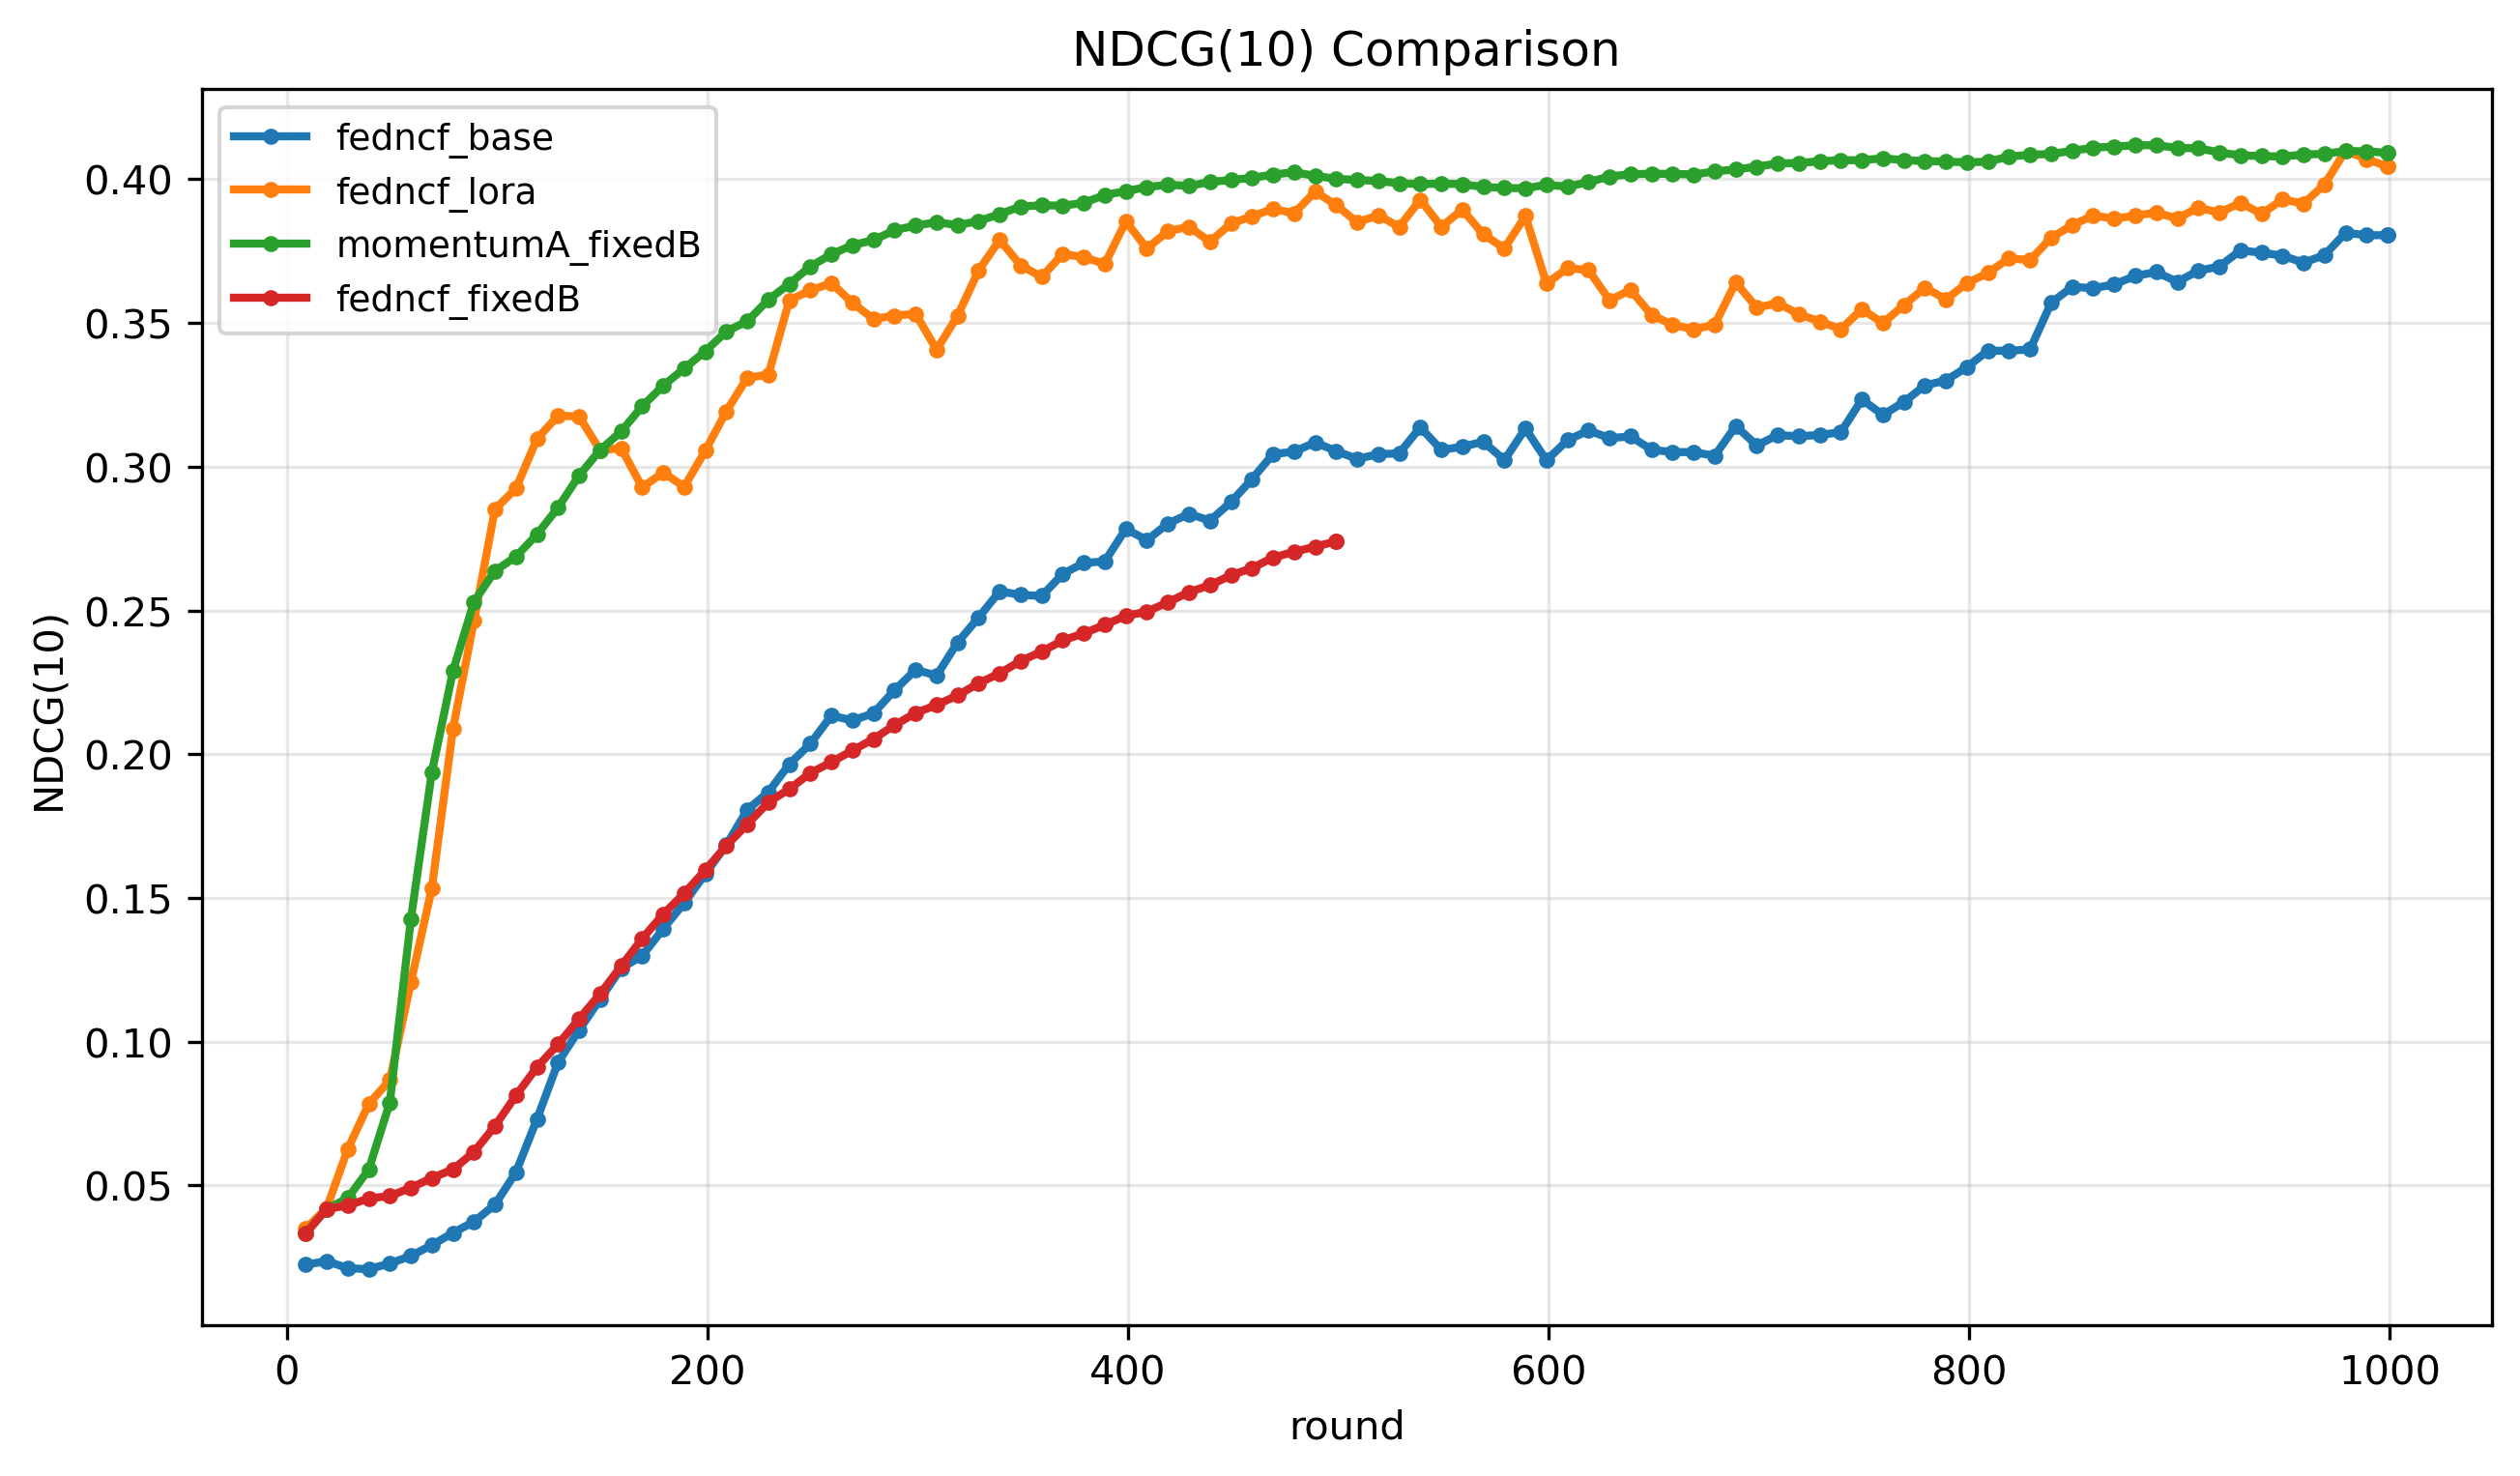 NDCG(10) Comparison
fedncf_base
fedncf_lora
momentumA_fixedB
fedncf_fixedB
NDCG(10)
0.40
0.35
0.30
0.25
0.20
0.15
0.10
0.05
0 200 400 600 800 1000
round